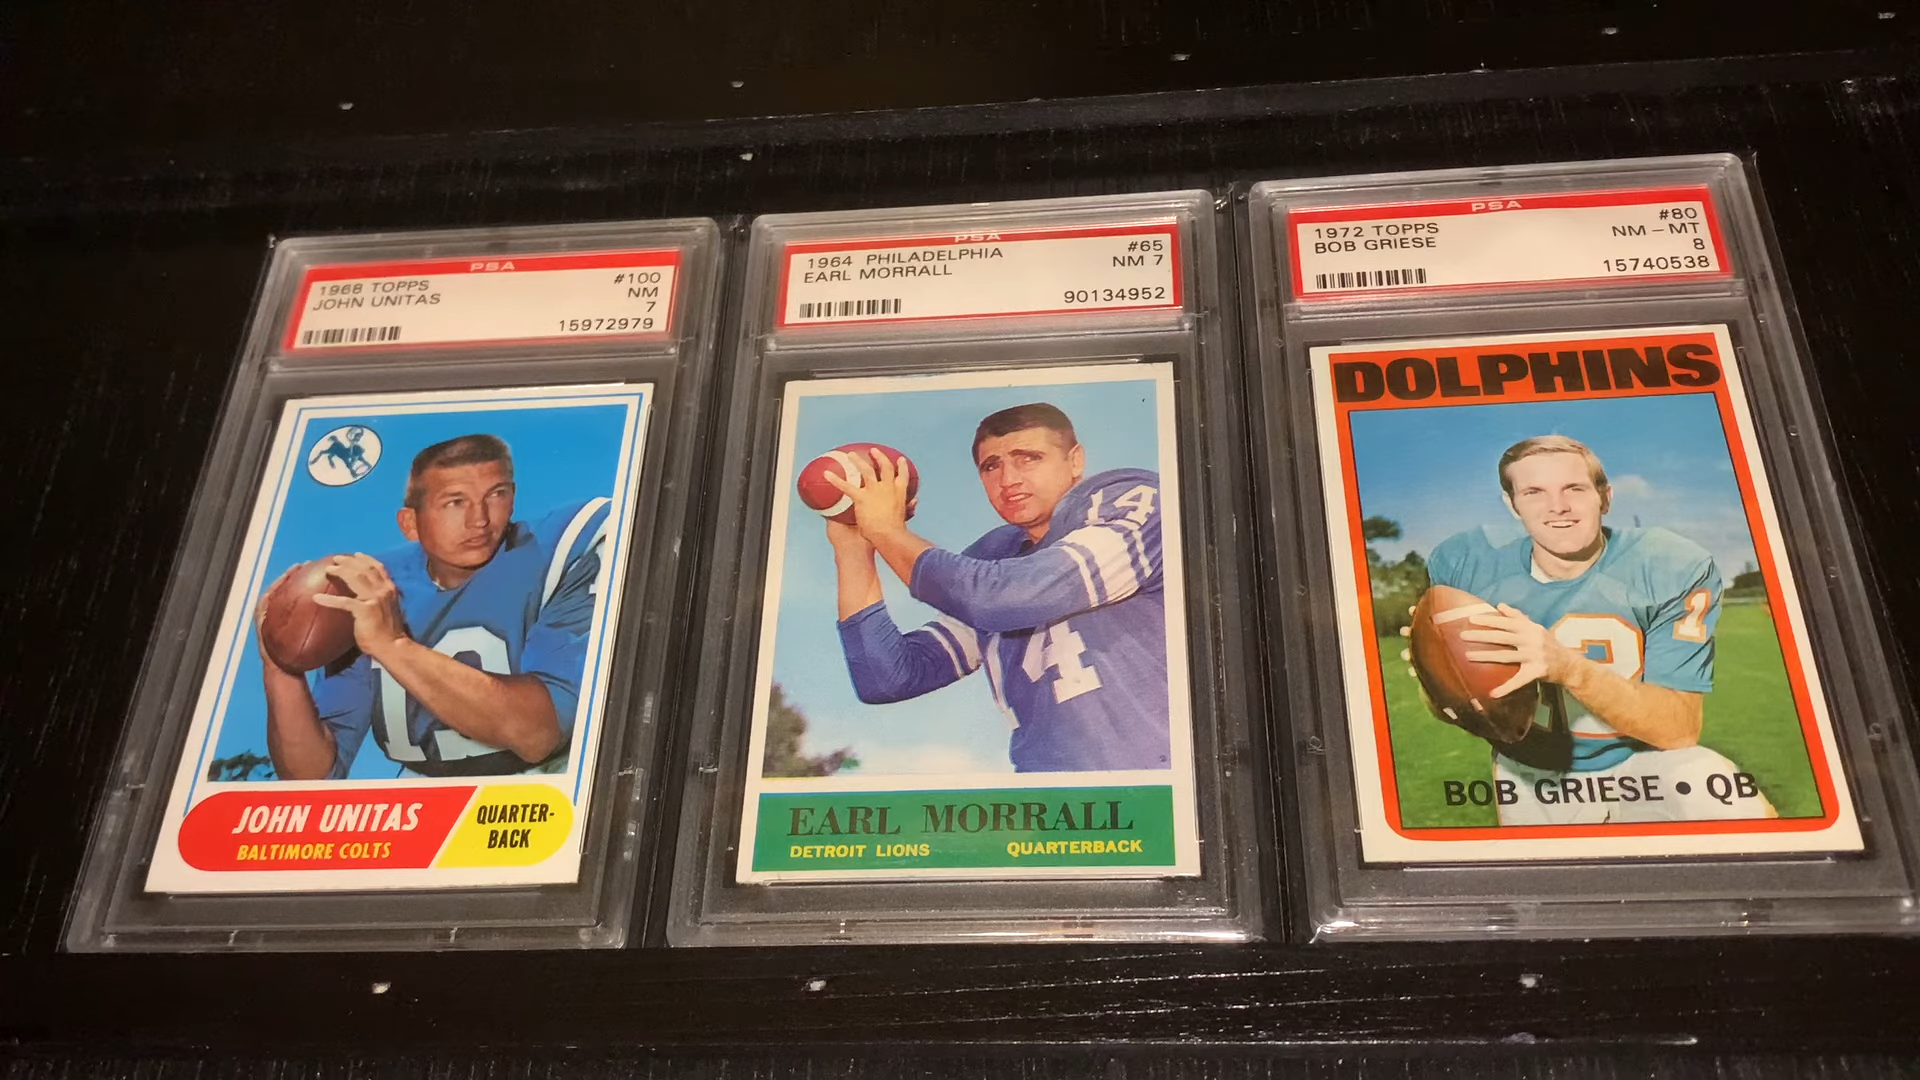 PSA
1968 TOPPS #100
JOHN UNITAS NM
7
15972979
JOHN UNITAS
BALTIMORE COLTS
QUARTER-
BACK
PSA
1964 PHILADELPHIA #65
EARL MORRALL NM 7
90134952
14
14
EARL MORRALL
DETROIT LIONS QUARTERBACK
PSA
1972 TOPPS #80
BOB GRIESE NM-MT
8
15740538
DOLPHINS
1
12
BOB GRIESE • QB